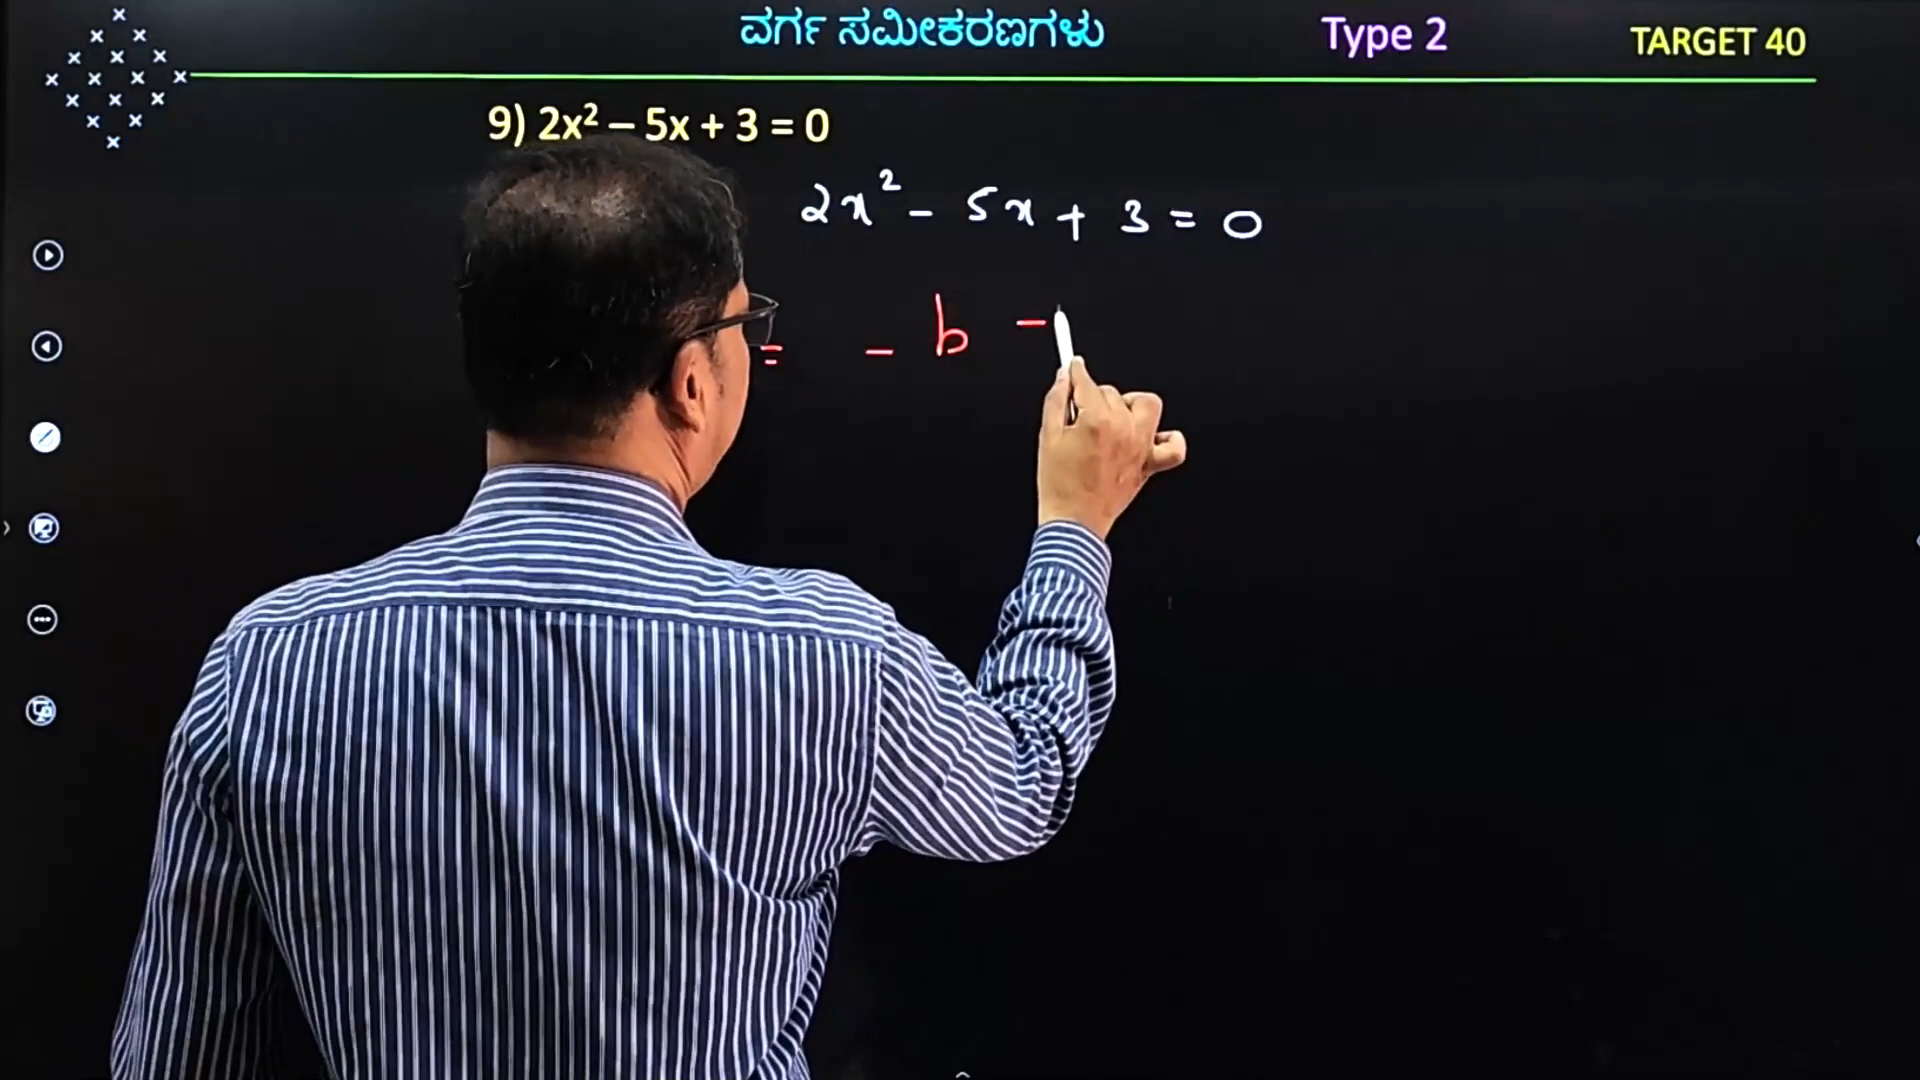 ವರ್ಗ ಸಮೀಕರಣಗಳು Type 2 TARGET 40
9) 2x² – 5x + 3 = 0
2x² - 5x + 3 = 0
= - b -